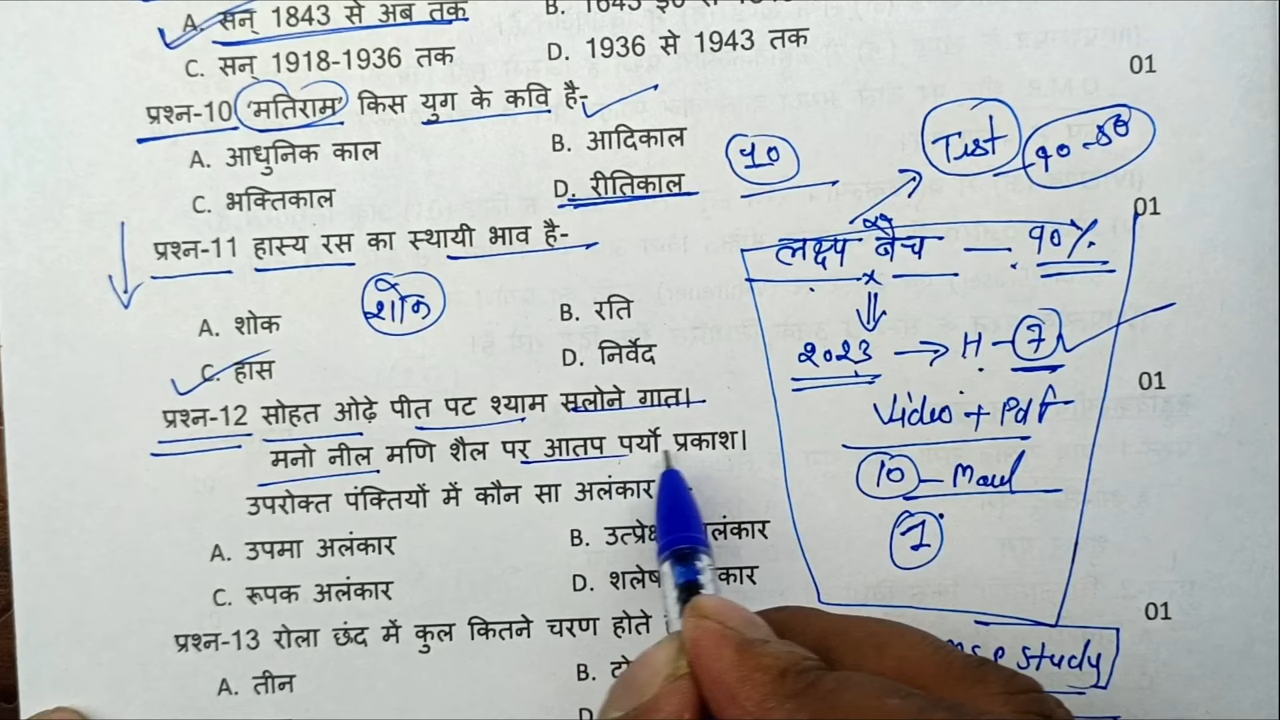 A. सन् 1843 से अब तक
B.
C. सन् 1918-1936 तक
D. 1936 से 1943 तक
01
प्रश्न-10 'मतिराम' किस युग के कवि है-
A. आधुनिक काल
B. आदिकाल
C. भक्तिकाल
D. रीतिकाल
01
प्रश्न-11 हास्य रस का स्थायी भाव है-
A. शोक
B. रति
C. हास
D. निर्वेद
01
प्रश्न-12 सोहत ओढ़े पीत पट श्याम सलोने गात।
मनो नील मणि शैल पर आतप पर्यो प्रकाश।
उपरोक्त पंक्तियों में कौन सा अलंकार
A. उपमा अलंकार
B.
C. रूपक अलंकार
D.
01
प्रश्न-13 रोला छंद में कुल कितने चरण होते
A. तीन
B.
D.
90
Test
लक्ष्य बैच — 90%
2023 → H - 7
Video + Pdf
10 -
1
study